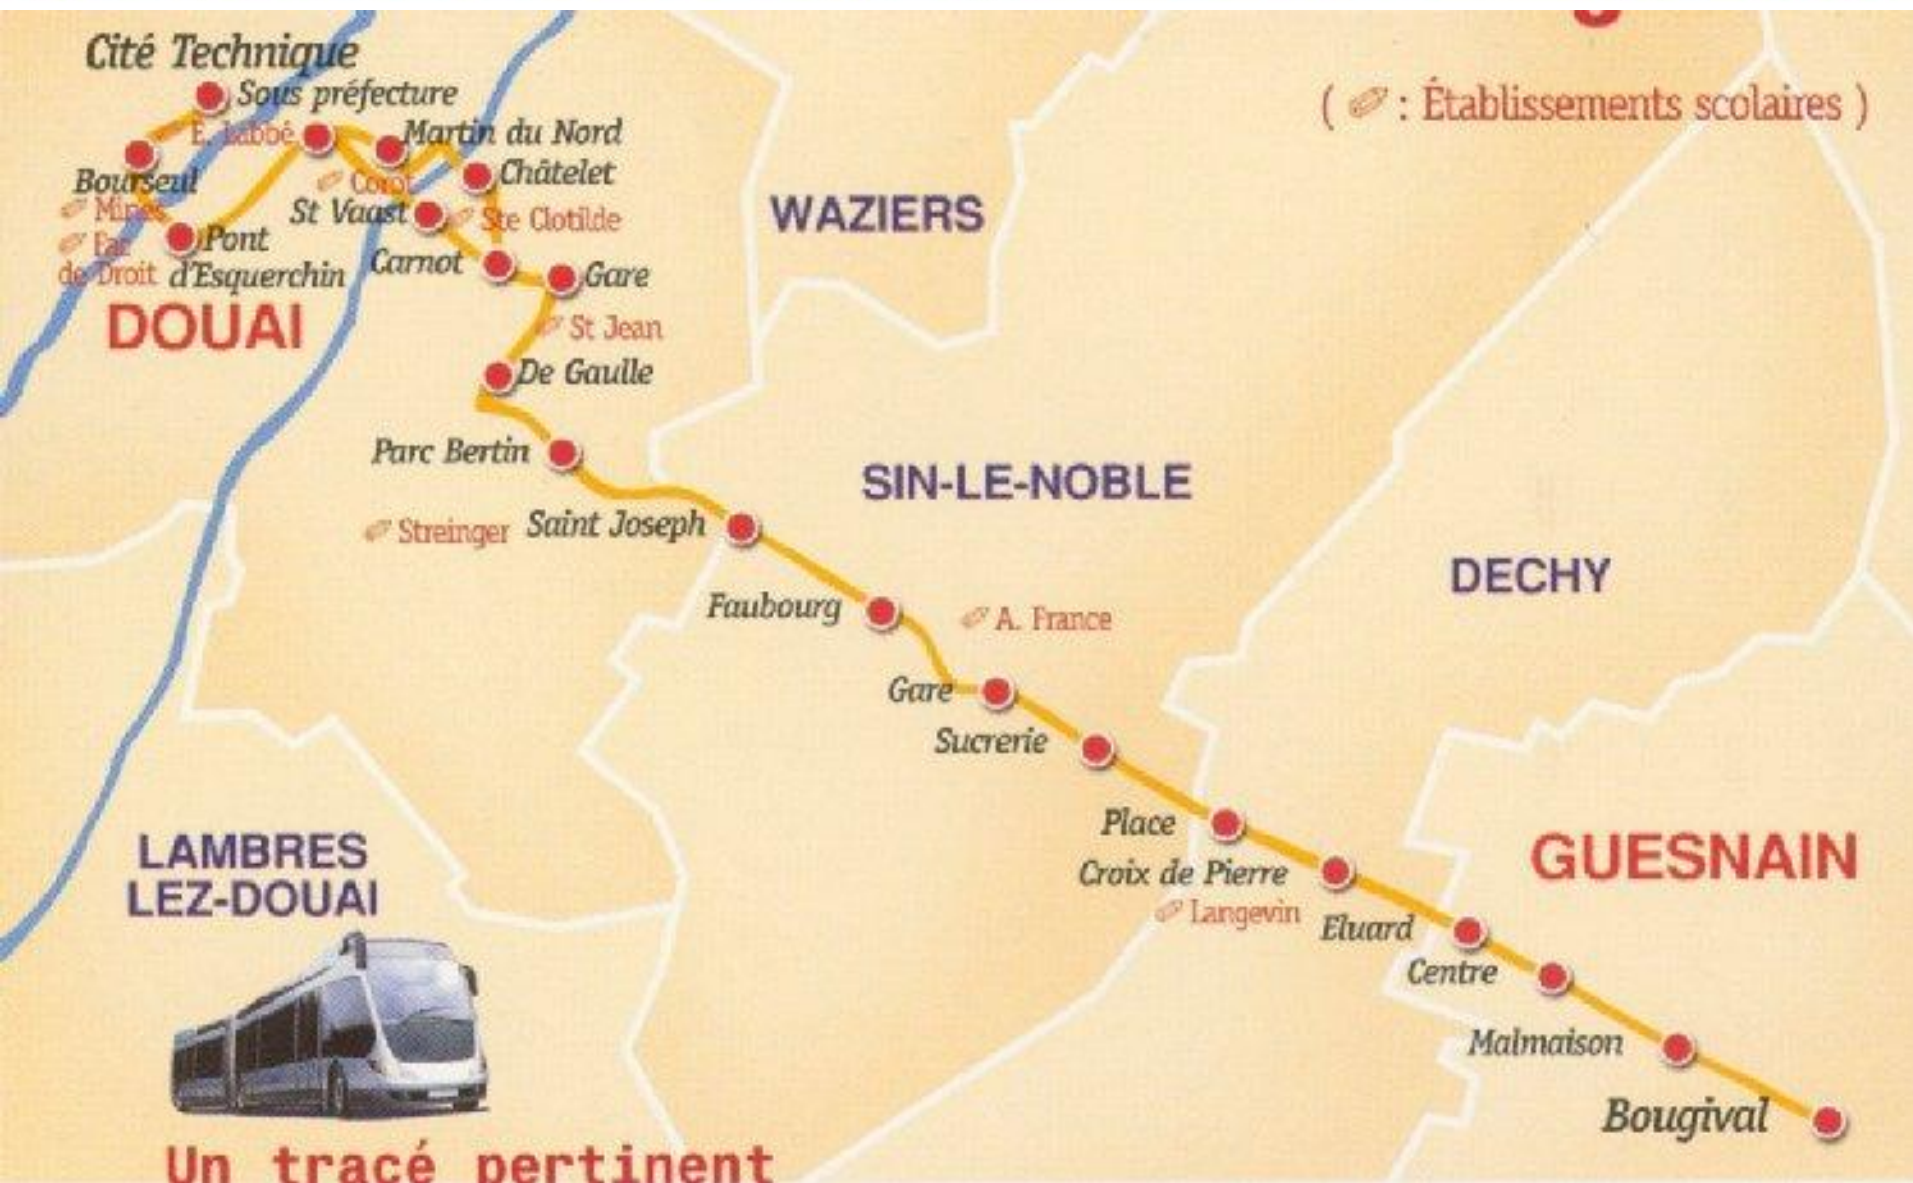 Cité Technique
Sous préfecture
( : Établissements scolaires )
E. Labbé
Martin du Nord
Bourseul
Corot
Châtelet
Mines
St Vaast
Ste Clotilde
WAZIERS
Fac
de Droit
Pont
d'Esquerchin
Carnot
Gare
DOUAI
St Jean
De Gaulle
Parc Bertin
SIN-LE-NOBLE
Streinger
Saint Joseph
DECHY
Faubourg
A. France
Gare
Sucrerie
Place
LAMBRES
LEZ-DOUAI
GUESNAIN
Croix de Pierre
Langevin
Eluard
Centre
Malmaison
Bougival
Un tracé pertinent